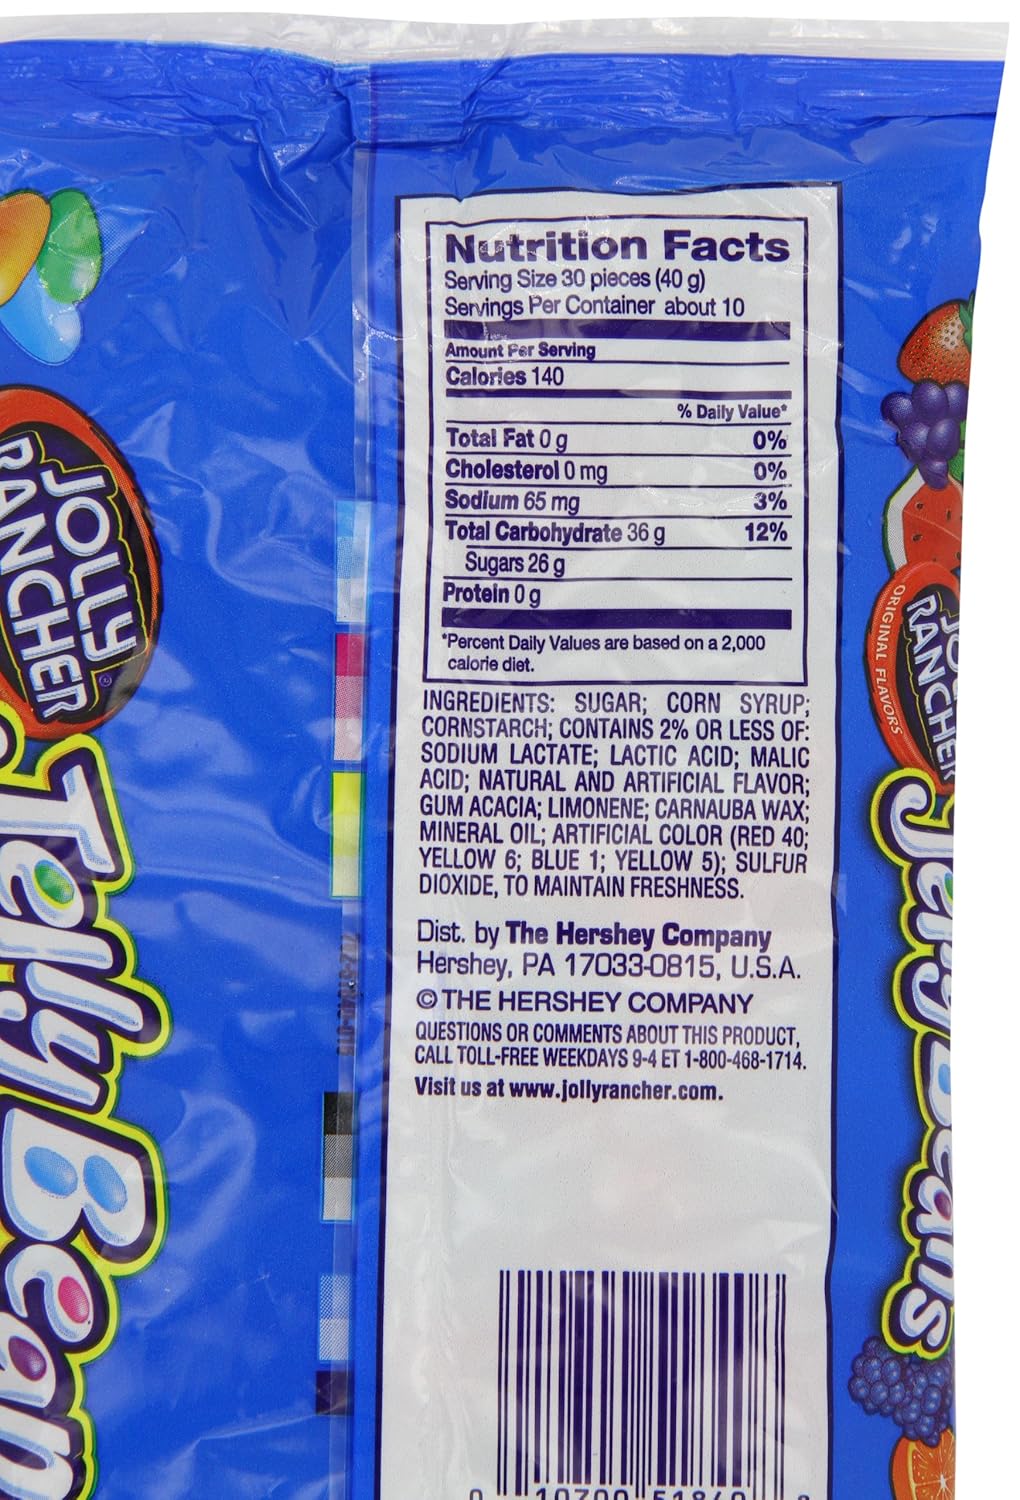 JOLLY
RANCHER
Jelly Bean
Nutrition Facts
Serving Size 30 pieces (40 g)
Servings Per Container about 10
Amount Per Serving
Calories 140
% Daily Value*
Total Fat 0 g 0%
Cholesterol 0 mg 0%
Sodium 65 mg 3%
Total Carbohydrate 36 g 12%
Sugars 26 g
Protein 0 g
*Percent Daily Values are based on a 2,000
calorie diet.
INGREDIENTS: SUGAR; CORN SYRUP;
CORNSTARCH; CONTAINS 2% OR LESS OF:
SODIUM LACTATE; LACTIC ACID; MALIC
ACID; NATURAL AND ARTIFICIAL FLAVOR;
GUM ACACIA; LIMONENE; CARNAUBA WAX;
MINERAL OIL; ARTIFICIAL COLOR (RED 40;
YELLOW 6; BLUE 1; YELLOW 5); SULFUR
DIOXIDE, TO MAINTAIN FRESHNESS.
Dist. by The Hershey Company
Hershey, PA 17033-0815, U.S.A.
© THE HERSHEY COMPANY
QUESTIONS OR COMMENTS ABOUT THIS PRODUCT,
CALL TOLL-FREE WEEKDAYS 9-4 ET 1-800-468-1714.
Visit us at www.jollyrancher.com.
RANCHER
ORIGINAL FLAVORS
Jelly Beans